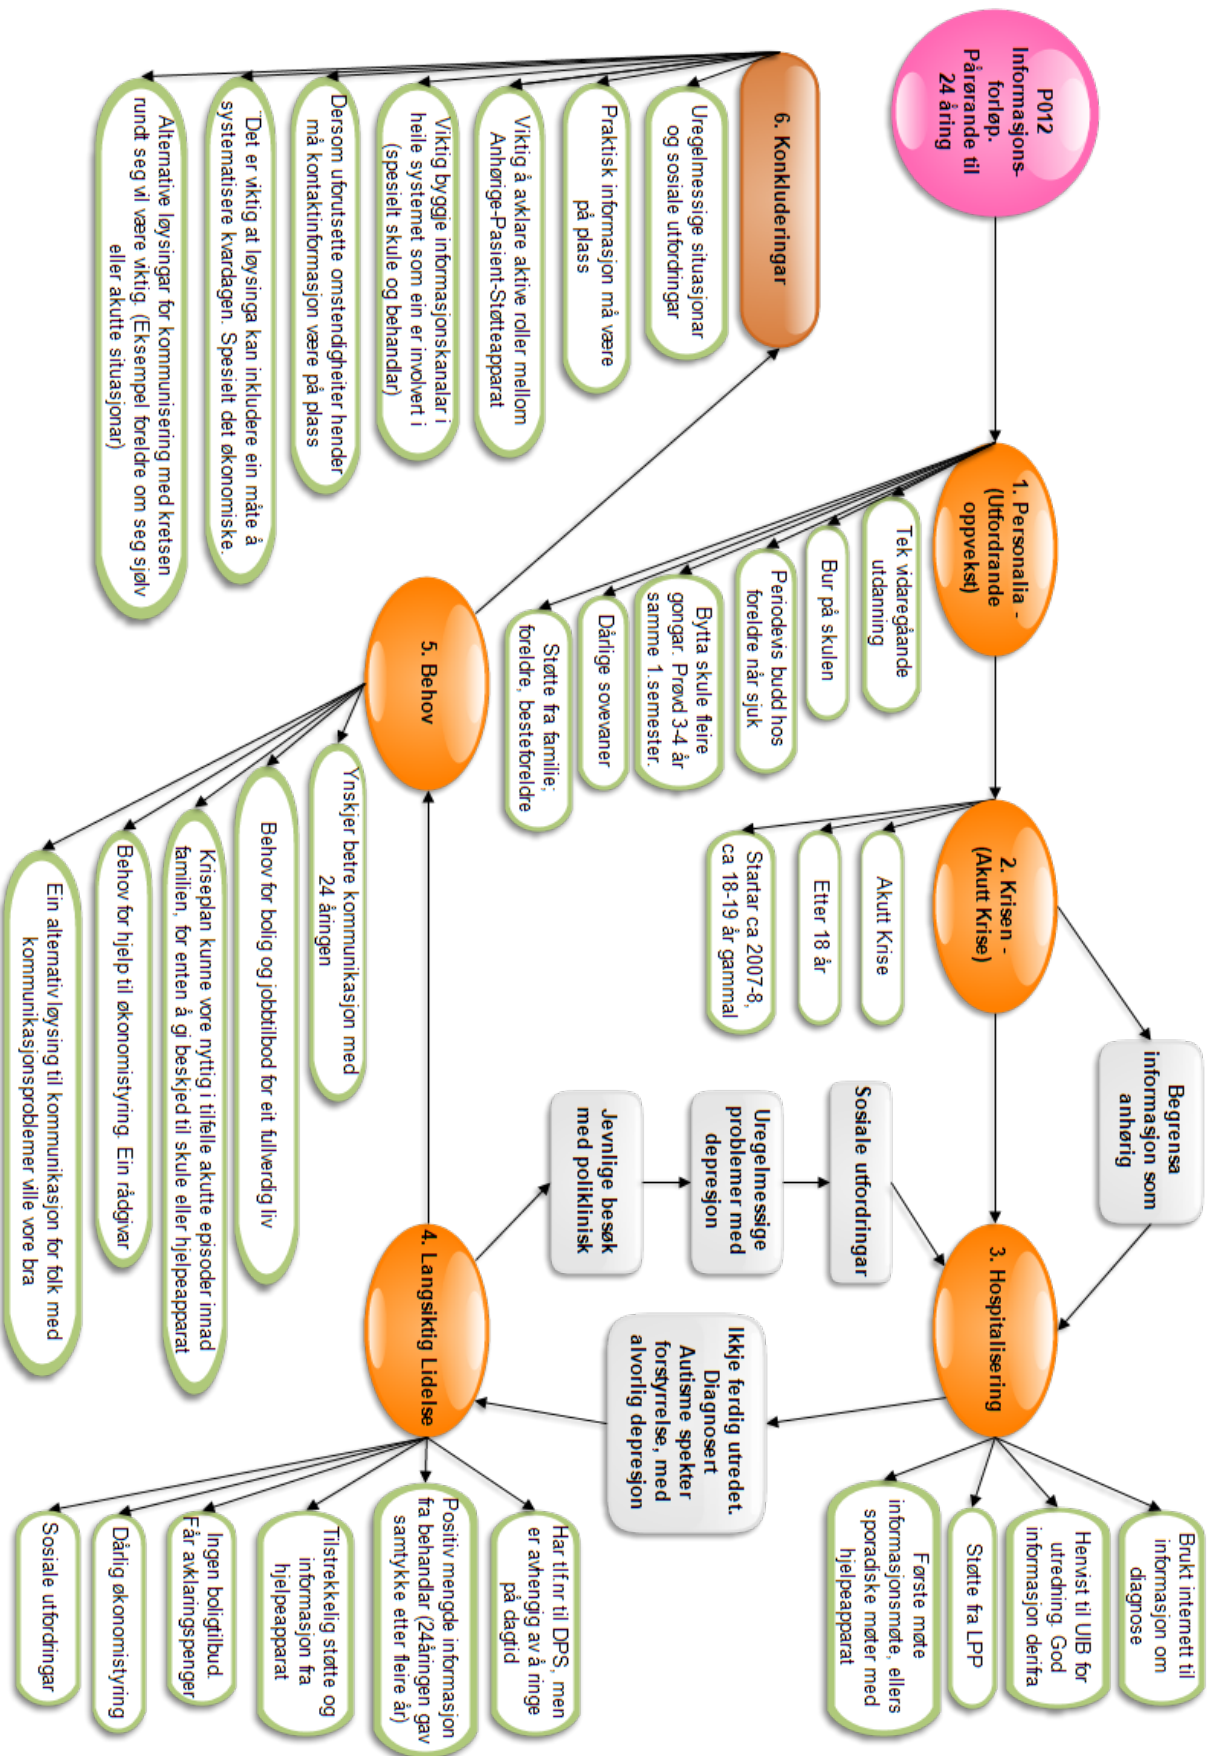 P012
Informasjons-
forløp.
Pårørande til
24 åring
1. Personalia -
(Utfordrande
oppvekst)
Tek vidaregåande
utdanning
Bur på skulen
Periodevis budd hos
foreldre når sjuk
Bytta skule fleire
gongar. Prøvd 3-4 år
samme 1.semester.
Dårlige sovevaner
Støtte fra familie;
foreldre, besteforeldre
2. Krisen -
(Akutt Krise)
Akutt Krise
Etter 18 år
Startar ca 2007-8,
ca 18-19 år gammal
Begrensa
informasjon som
anhørig
3. Hospitalisering
Brukt internett til
informasjon om
diagnose
Henvist til UIB for
utredning. God
informasjon derifra
Støtte fra LPP
Første møte
informasjonsmøte, ellers
sporadiske møter med
hjelpeapparat
Ikkje ferdig utredet.
Diagnosert
Autisme spekter
forstyrrelse, med
alvorlig depresjon
Sosiale utfordringar
Uregelmessige
problemer med
depresjon
Jevnlige besøk
med poliklinisk
4. Langsiktig Lidelse
Har tlf.nr til DPS, men
er avhengig av å ringe
på dagtid
Positiv mengde informasjon
fra behandlar (24åringen gav
samtykke etter fleire år)
Tilstrekkelig støtte og
informasjon fra
hjelpeapparat
Ingen boligtilbud.
Får avklaringspenger
Dårlig økonomistyring
Sosiale utfordringar
5. Behov
Ynskjer betre kommunikasjon med
24 åringen
Behov for bolig og jobbtilbod for eit fullverdig liv
Kriseplan kunne vore nyttig i tilfelle akutte episoder innad
familien, for enten å gi beskjed til skule eller hjelpeapparat
Behov for hjelp til økonomistyring. Ein rådgivar
Ein alternativ løysing til kommunikasjon for folk med
kommunikasjonsproblemer ville vore bra
6. Konkluderingar
Uregelmessige situasjonar
og sosiale utfordringar
Praktisk informasjon må være
på plass
Viktig å avklare aktive roller mellom
Anhørige-Pasient-Støtteapparat
Viktig byggje informasjonskanalar i
heile systemet som ein er involvert i
(spesielt skule og behandlar)
Dersom uforutsette omstendigheiter hender
må kontaktinformasjon være på plass
¨Det er viktig at løysinga kan inkludere ein måte å
systematisere kvardagen. Spesielt det økonomiske.
Alternative løysingar for kommunisering med kretsen
rundt seg vil være viktig. (Eksempel foreldre om seg sjølv
eller akutte situasjonar)